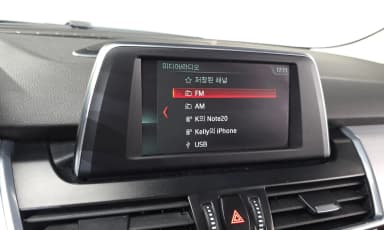 미디어/라디오
12:11
저장된 채널
FM
AM
K의 Note20
Kelly의 iPhone
USB